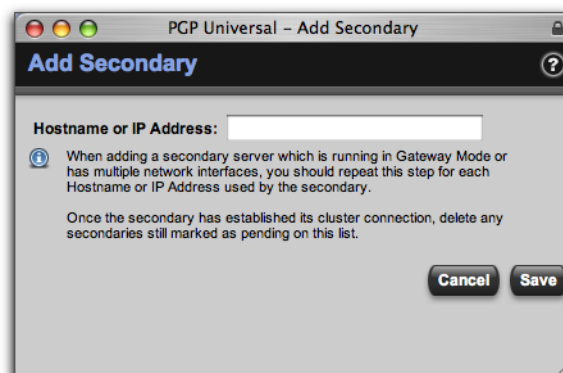 PGP Universal – Add Secondary
Add Secondary
?
Hostname or IP Address:
When adding a secondary server which is running in Gateway Mode or
has multiple network interfaces, you should repeat this step for each
Hostname or IP Address used by the secondary.
Once the secondary has established its cluster connection, delete any
secondaries still marked as pending on this list.
Cancel
Save